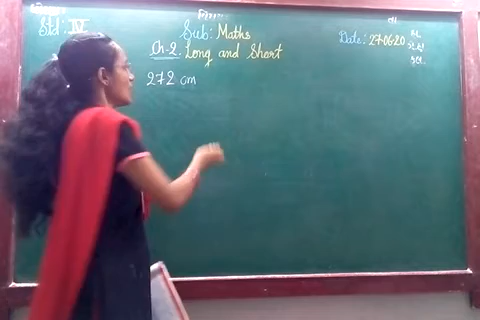 Std: IV
Sub: Maths
Date: 27-06-20
Ch-2. Long and Short
272 cm